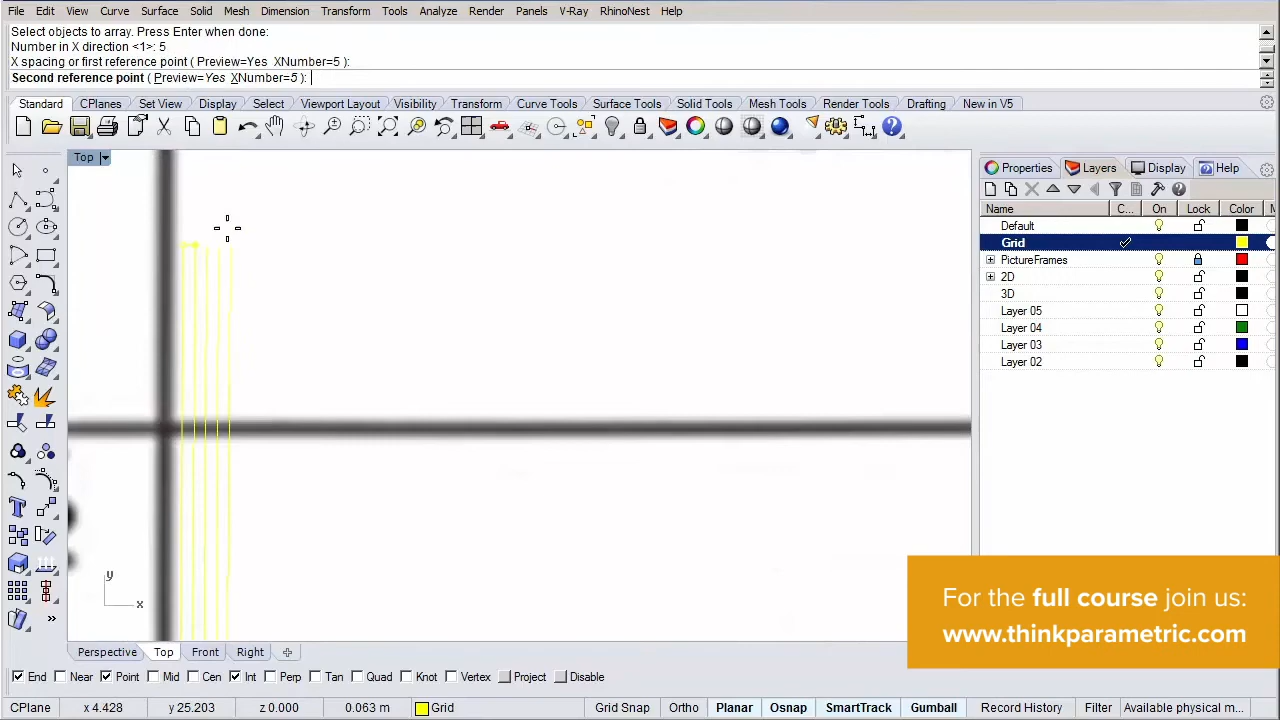 File Edit View Curve Surface Solid Mesh Dimension Transform Tools Analyze Render Panels V-Ray RhinoNest Help
Select objects to array. Press Enter when done:
Number in X direction <1>: 5
X spacing or first reference point ( Preview=Yes XNumber=5 ):
Second reference point ( Preview=Yes XNumber=5 ):
Standard CPlanes Set View Display Select Viewport Layout Visibility Transform Curve Tools Surface Tools Solid Tools Mesh Tools Render Tools Drafting New in V5
Top
Properties Layers Display Help
Name C... On Lock Color M
Default
Grid
PictureFrames
2D
3D
Layer 05
Layer 04
Layer 03
Layer 02
y
x
For the full course join us:
www.thinkparametric.com
Perspective Top Front Right
End Near Point Mid Cen Int Perp Tan Quad Knot Vertex Project Disable
CPlane x 4.428 y 25.203 z 0.000 0.063 m Grid Grid Snap Ortho Planar Osnap SmartTrack Gumball Record History Filter Available physical m...